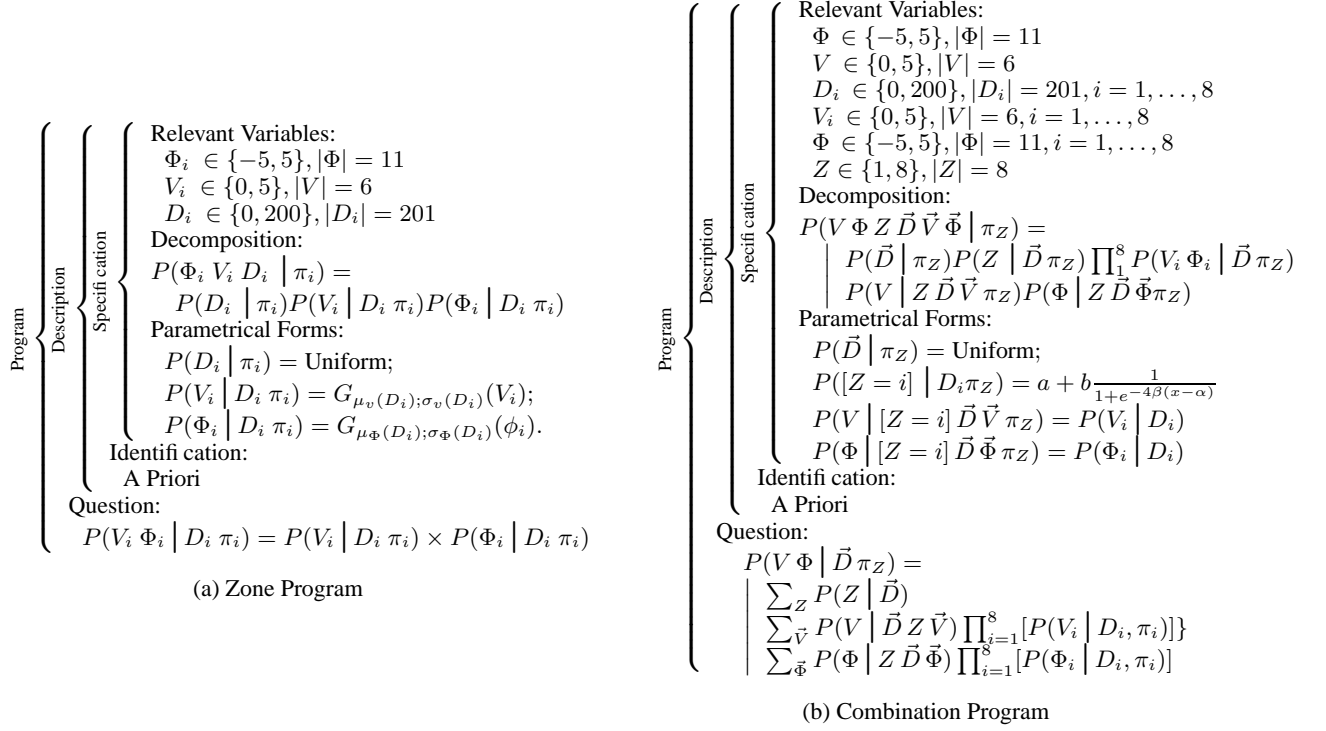 Program
Description
Specifi cation
Relevant Variables:
Φ_i ∈ {−5, 5}, |Φ| = 11
V_i ∈ {0, 5}, |V| = 6
D_i ∈ {0, 200}, |D_i| = 201
Decomposition:
P(Φ_i V_i D_i | π_i) =
P(D_i | π_i)P(V_i | D_i π_i)P(Φ_i | D_i π_i)
Parametrical Forms:
P(D_i | π_i) = Uniform;
P(V_i | D_i π_i) = G_{μ_v(D_i);σ_v(D_i)}(V_i);
P(Φ_i | D_i π_i) = G_{μ_Φ(D_i);σ_Φ(D_i)}(ϕ_i).
Identifi cation:
A Priori
Question:
P(V_i Φ_i | D_i π_i) = P(V_i | D_i π_i) × P(Φ_i | D_i π_i)
(a) Zone Program
Program
Description
Specifi cation
Relevant Variables:
Φ ∈ {−5, 5}, |Φ| = 11
V ∈ {0, 5}, |V| = 6
D_i ∈ {0, 200}, |D_i| = 201, i = 1, . . . , 8
V_i ∈ {0, 5}, |V| = 6, i = 1, . . . , 8
Φ ∈ {−5, 5}, |Φ| = 11, i = 1, . . . , 8
Z ∈ {1, 8}, |Z| = 8
Decomposition:
P(V Φ Z D⃗ V⃗ Φ⃗ | π_Z) =
P(D⃗ | π_Z)P(Z | D⃗ π_Z) ∏_1^8 P(V_i Φ_i | D⃗ π_Z)
P(V | Z D⃗ V⃗ π_Z)P(Φ | Z D⃗ Φ⃗π_Z)
Parametrical Forms:
P(D⃗ | π_Z) = Uniform;
P([Z = i] | D_iπ_Z) = a + b \frac{1}{1+e^{−4β(x−α)}}
P(V | [Z = i] D⃗ V⃗ π_Z) = P(V_i | D_i)
P(Φ | [Z = i] D⃗ Φ⃗ π_Z) = P(Φ_i | D_i)
Identifi cation:
A Priori
Question:
P(V Φ | D⃗ π_Z) =
∑_Z P(Z | D⃗)
∑_V⃗ P(V | D⃗ Z V⃗) ∏_{i=1}^8 [P(V_i | D_i, π_i)]}
∑_Φ⃗ P(Φ | Z D⃗ Φ⃗) ∏_{i=1}^8 [P(Φ_i | D_i, π_i)]
(b) Combination Program